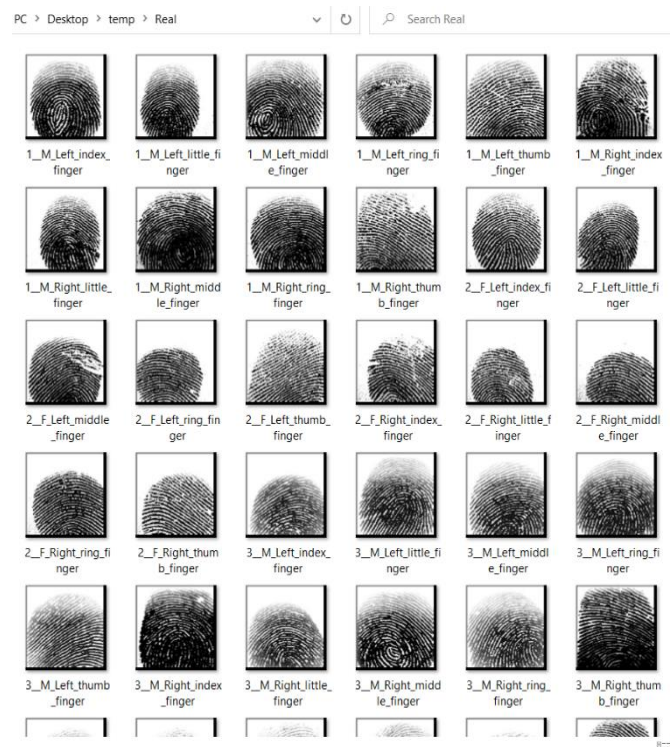 PC > Desktop > temp > Real
Search Real
1__M_Left_index_
finger
1__M_Left_little_fi
nger
1__M_Left_middl
e_finger
1__M_Left_ring_fi
nger
1__M_Left_thumb
_finger
1__M_Right_index
_finger
1__M_Right_little_
finger
1__M_Right_midd
le_finger
1__M_Right_ring_
finger
1__M_Right_thum
b_finger
2__F_Left_index_fi
nger
2__F_Left_little_fi
nger
2__F_Left_middle
_finger
2__F_Left_ring_fin
ger
2__F_Left_thumb_
finger
2__F_Right_index_
finger
2__F_Right_little_f
inger
2__F_Right_middl
e_finger
2__F_Right_ring_fi
nger
2__F_Right_thum
b_finger
3__M_Left_index_
finger
3__M_Left_little_fi
nger
3__M_Left_middl
e_finger
3__M_Left_ring_fi
nger
3__M_Left_thumb
_finger
3__M_Right_index
_finger
3__M_Right_little_
finger
3__M_Right_midd
le_finger
3__M_Right_ring_
finger
3__M_Right_thum
b_finger